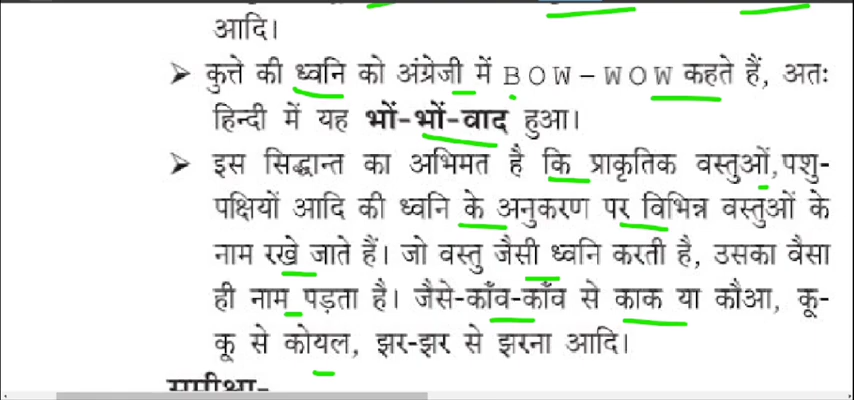 आदि।
➤ कुत्ते की ध्वनि को अंग्रेजी में BOW–WOW कहते हैं, अतः
हिन्दी में यह भों-भों-वाद हुआ।
➤ इस सिद्धान्त का अभिमत है कि प्राकृतिक वस्तुओं,पशु-
पक्षियों आदि की ध्वनि के अनुकरण पर विभिन्न वस्तुओं के
नाम रखे जाते हैं। जो वस्तु जैसी ध्वनि करती है, उसका वैसा
ही नाम पड़ता है। जैसे-काँव-काँव से काक या कौआ, कू-
कू से कोयल, झर-झर से झरना आदि।
समीक्षा-